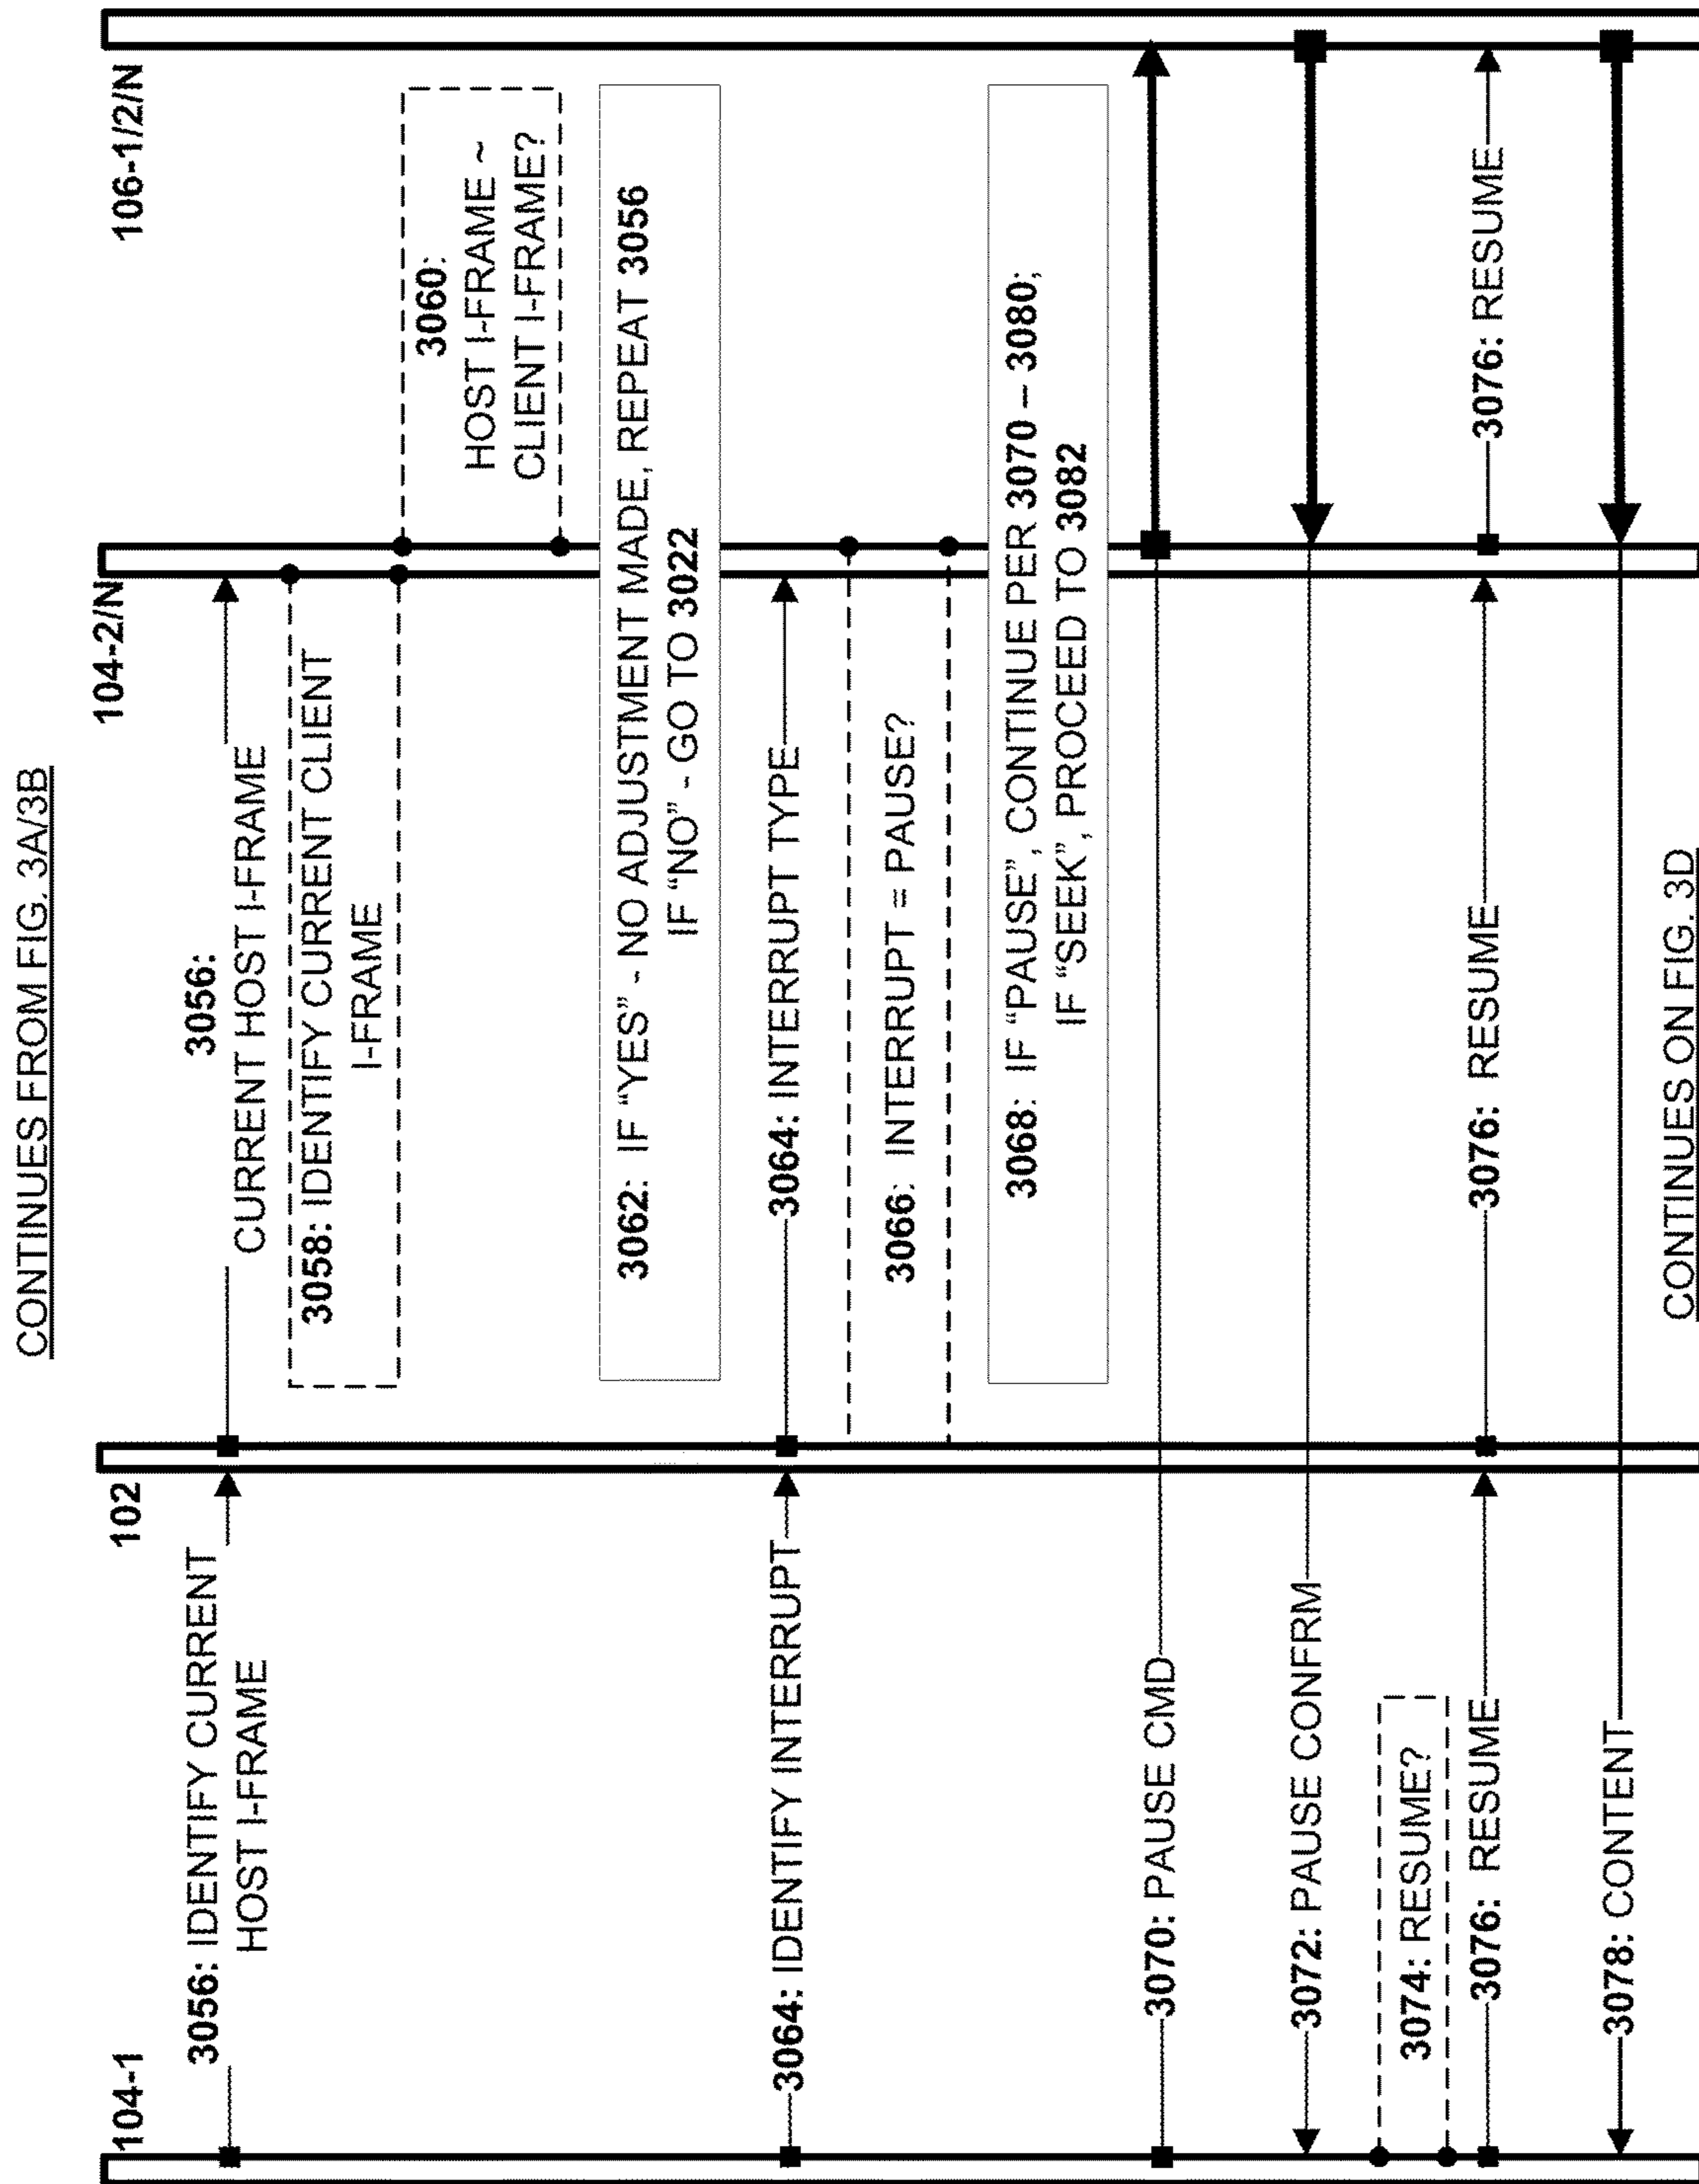 CONTINUES FROM FIG. 3A/3B
104-1
102
104-2/N
106-1/2/N
3056: IDENTIFY CURRENT
HOST I-FRAME
3056:
CURRENT HOST I-FRAME
3058: IDENTIFY CURRENT CLIENT
I-FRAME
3060:
HOST I-FRAME ~
CLIENT I-FRAME?
3062: IF “YES” - NO ADJUSTMENT MADE, REPEAT 3056
IF “NO” - GO TO 3022
3064: IDENTIFY INTERRUPT
3064: INTERRUPT TYPE
3066: INTERRUPT = PAUSE?
3068: IF “PAUSE”, CONTINUE PER 3070 – 3080;
IF “SEEK”, PROCEED TO 3082
3070: PAUSE CMD
3072: PAUSE CONFRM
3074: RESUME?
3076: RESUME
3076: RESUME
3076: RESUME
3078: CONTENT
CONTINUES ON FIG. 3D